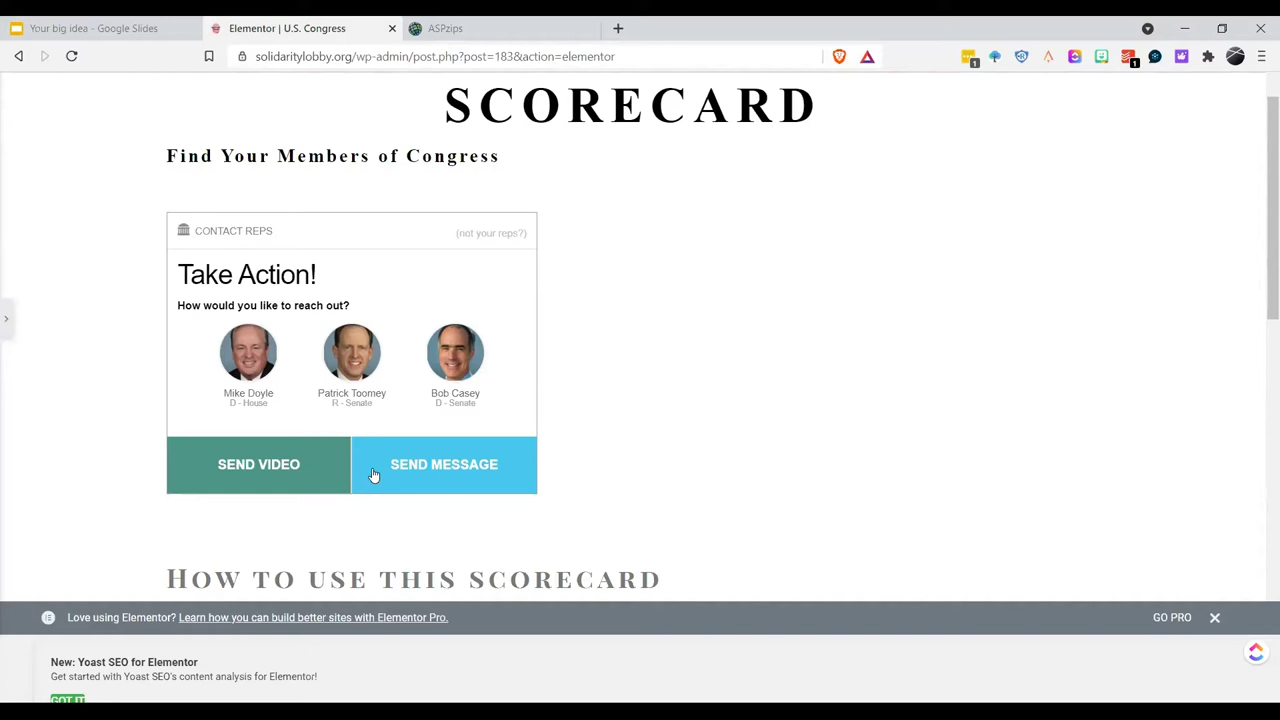 Your big idea - Google Slides
Elementor | U.S. Congress
ASPzips
solidaritylobby.org/wp-admin/post.php?post=183&action=elementor
1
1
SCORECARD
Find Your Members of Congress
CONTACT REPS
(not your reps?)
Take Action!
How would you like to reach out?
Mike Doyle
D - House
Patrick Toomey
R - Senate
Bob Casey
D - Senate
SEND VIDEO
SEND MESSAGE
How to use this scorecard
Love using Elementor? Learn how you can build better sites with Elementor Pro.
GO PRO
New: Yoast SEO for Elementor
Get started with Yoast SEO's content analysis for Elementor!
GOT IT